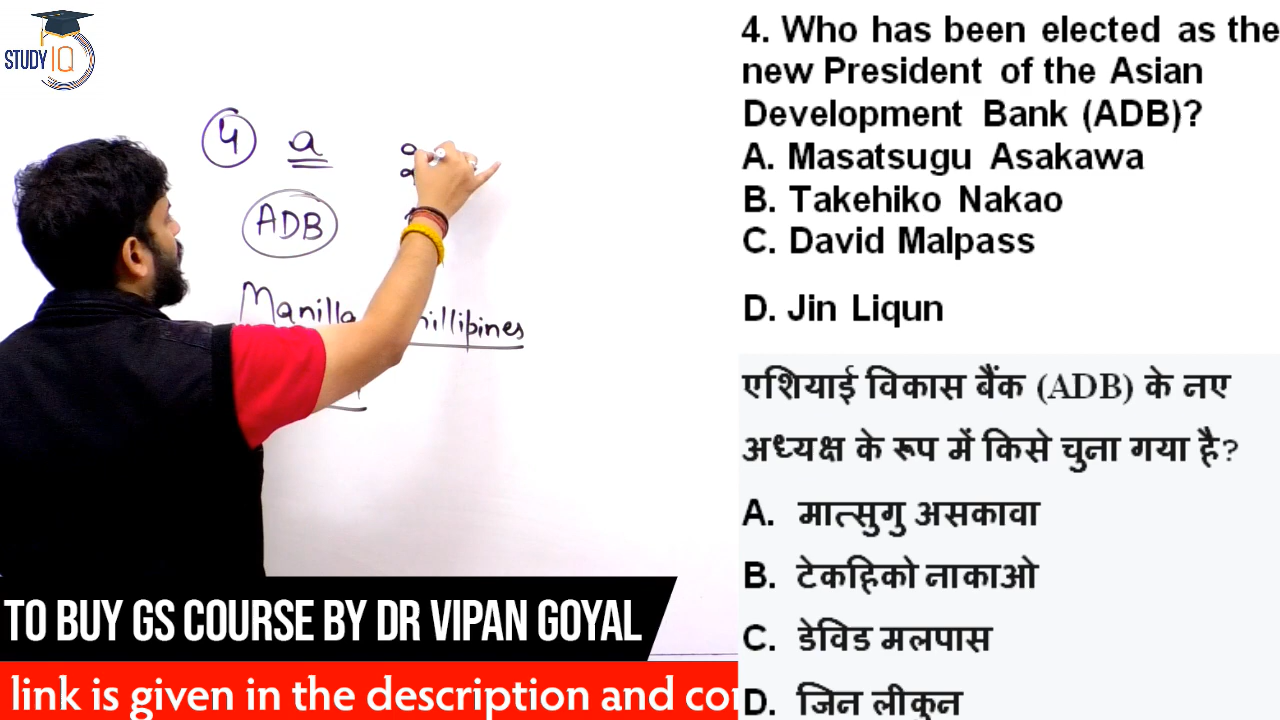 STUDY IQ
4 a
ADB
Manilla
hillipines
TO BUY GS COURSE BY DR VIPAN GOYAL
link is given in the description and
4. Who has been elected as the
new President of the Asian
Development Bank (ADB)?
A. Masatsugu Asakawa
B. Takehiko Nakao
C. David Malpass
D. Jin Liqun
एशियाई विकास बैंक (ADB) के नए
अध्यक्ष के रूप में किसे चुना गया है?
A. मात्सुगु असकावा
B. टेकहिको नाकाओ
C. डेविड मलपास
D. जिन लीकुन